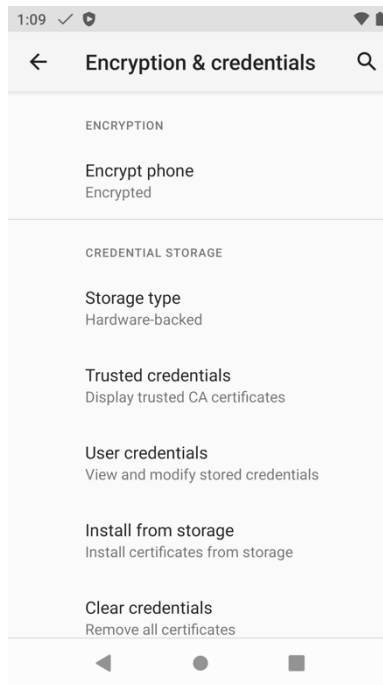 1:09
Encryption & credentials
ENCRYPTION
Encrypt phone
Encrypted
CREDENTIAL STORAGE
Storage type
Hardware-backed
Trusted credentials
Display trusted CA certificates
User credentials
View and modify stored credentials
Install from storage
Install certificates from storage
Clear credentials
Remove all certificates